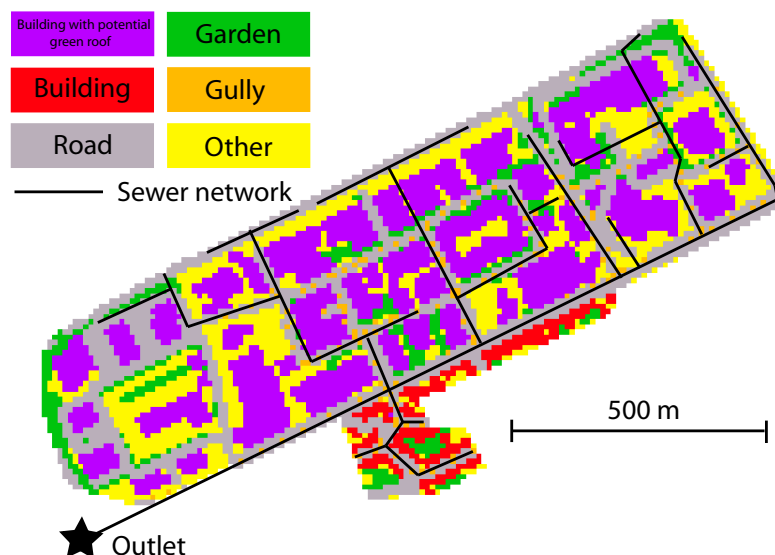 Building with potential
green roof
Garden
Building
Gully
Road
Other
Sewer network
500 m
Outlet